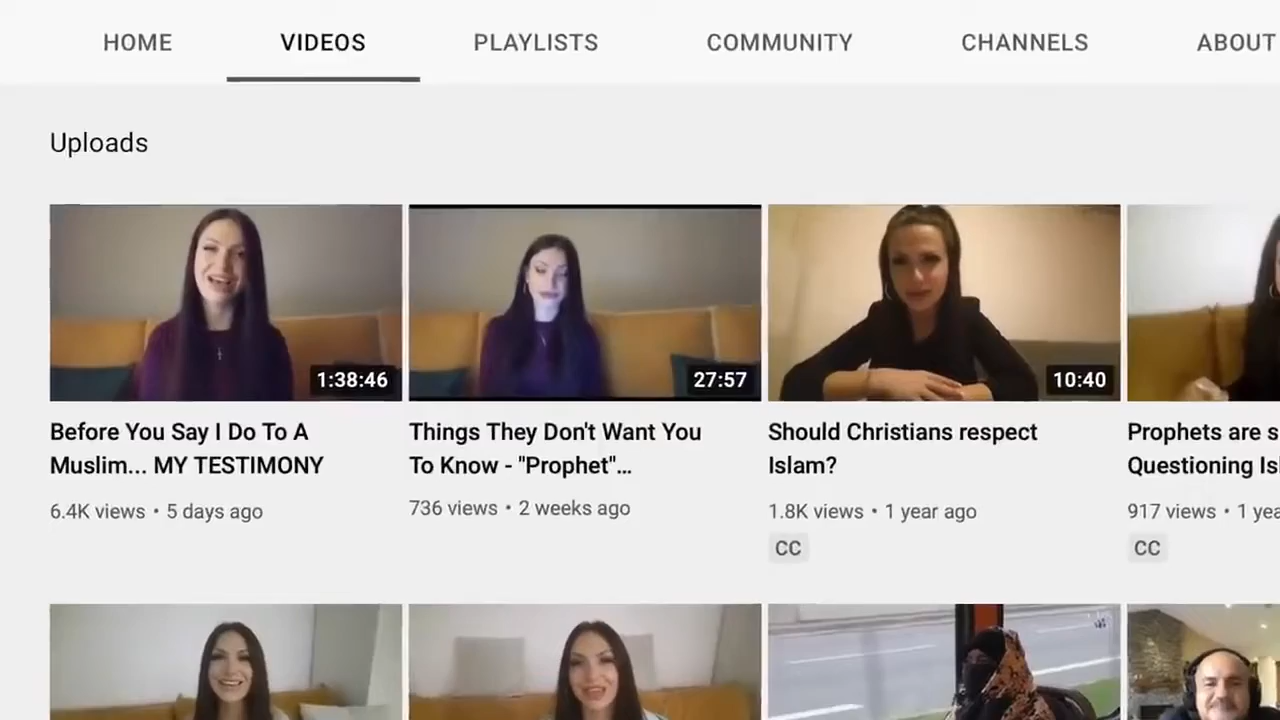 HOME VIDEOS PLAYLISTS COMMUNITY CHANNELS ABOUT
Uploads
1:38:46 27:57 10:40
Before You Say I Do To A
Muslim... MY TESTIMONY
6.4K views • 5 days ago
Things They Don't Want You
To Know - "Prophet"...
736 views • 2 weeks ago
Should Christians respect
Islam?
1.8K views • 1 year ago
CC
Prophets are s
Questioning Isl
917 views • 1 yea
CC